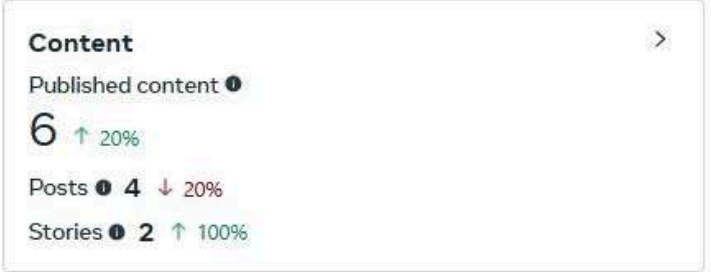 Content
Published content
6 ↑ 20%
Posts 4 ↓ 20%
Stories 2 ↑ 100%